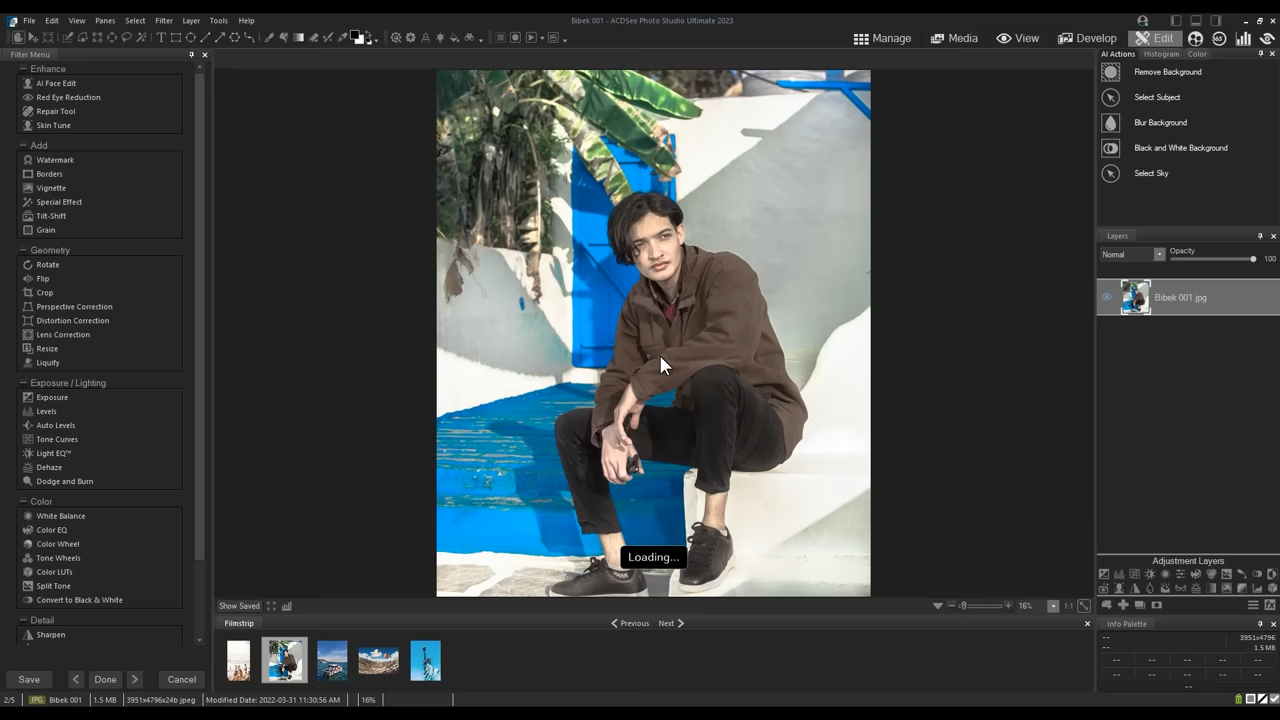 File Edit View Panes Select Filter Layer Tools Help
Bibek 001 - ACDSee Photo Studio Ultimate 2023
Manage Media View Develop Edit 365
Filter Menu
Enhance
AI Face Edit
Red Eye Reduction
Repair Tool
Skin Tune
Add
Watermark
Borders
Vignette
Special Effect
Tilt-Shift
Grain
Geometry
Rotate
Flip
Crop
Perspective Correction
Distortion Correction
Lens Correction
Resize
Liquify
Exposure / Lighting
Exposure
Levels
Auto Levels
Tone Curves
Light EQ™
Dehaze
Dodge and Burn
Color
White Balance
Color EQ
Color Wheel
Tone Wheels
Color LUTs
Split Tone
Convert to Black & White
Detail
Sharpen
Save Done Cancel
Loading...
Show Saved
16% 1:1
Filmstrip Previous Next
AI Actions Histogram Color
Remove Background
Select Subject
Blur Background
Black and White Background
Select Sky
Layers
Normal Opacity
100
Bibek 001.jpg
Adjustment Layers
Info Palette
-- 3951x4796
-- 1.5 MB
-- -- -- --
-- -- -- --
--
2/5 JPG Bibek 001 1.5 MB 3951x4796x24b jpeg Modified Date: 2022-03-31 11:30:56 AM 16%